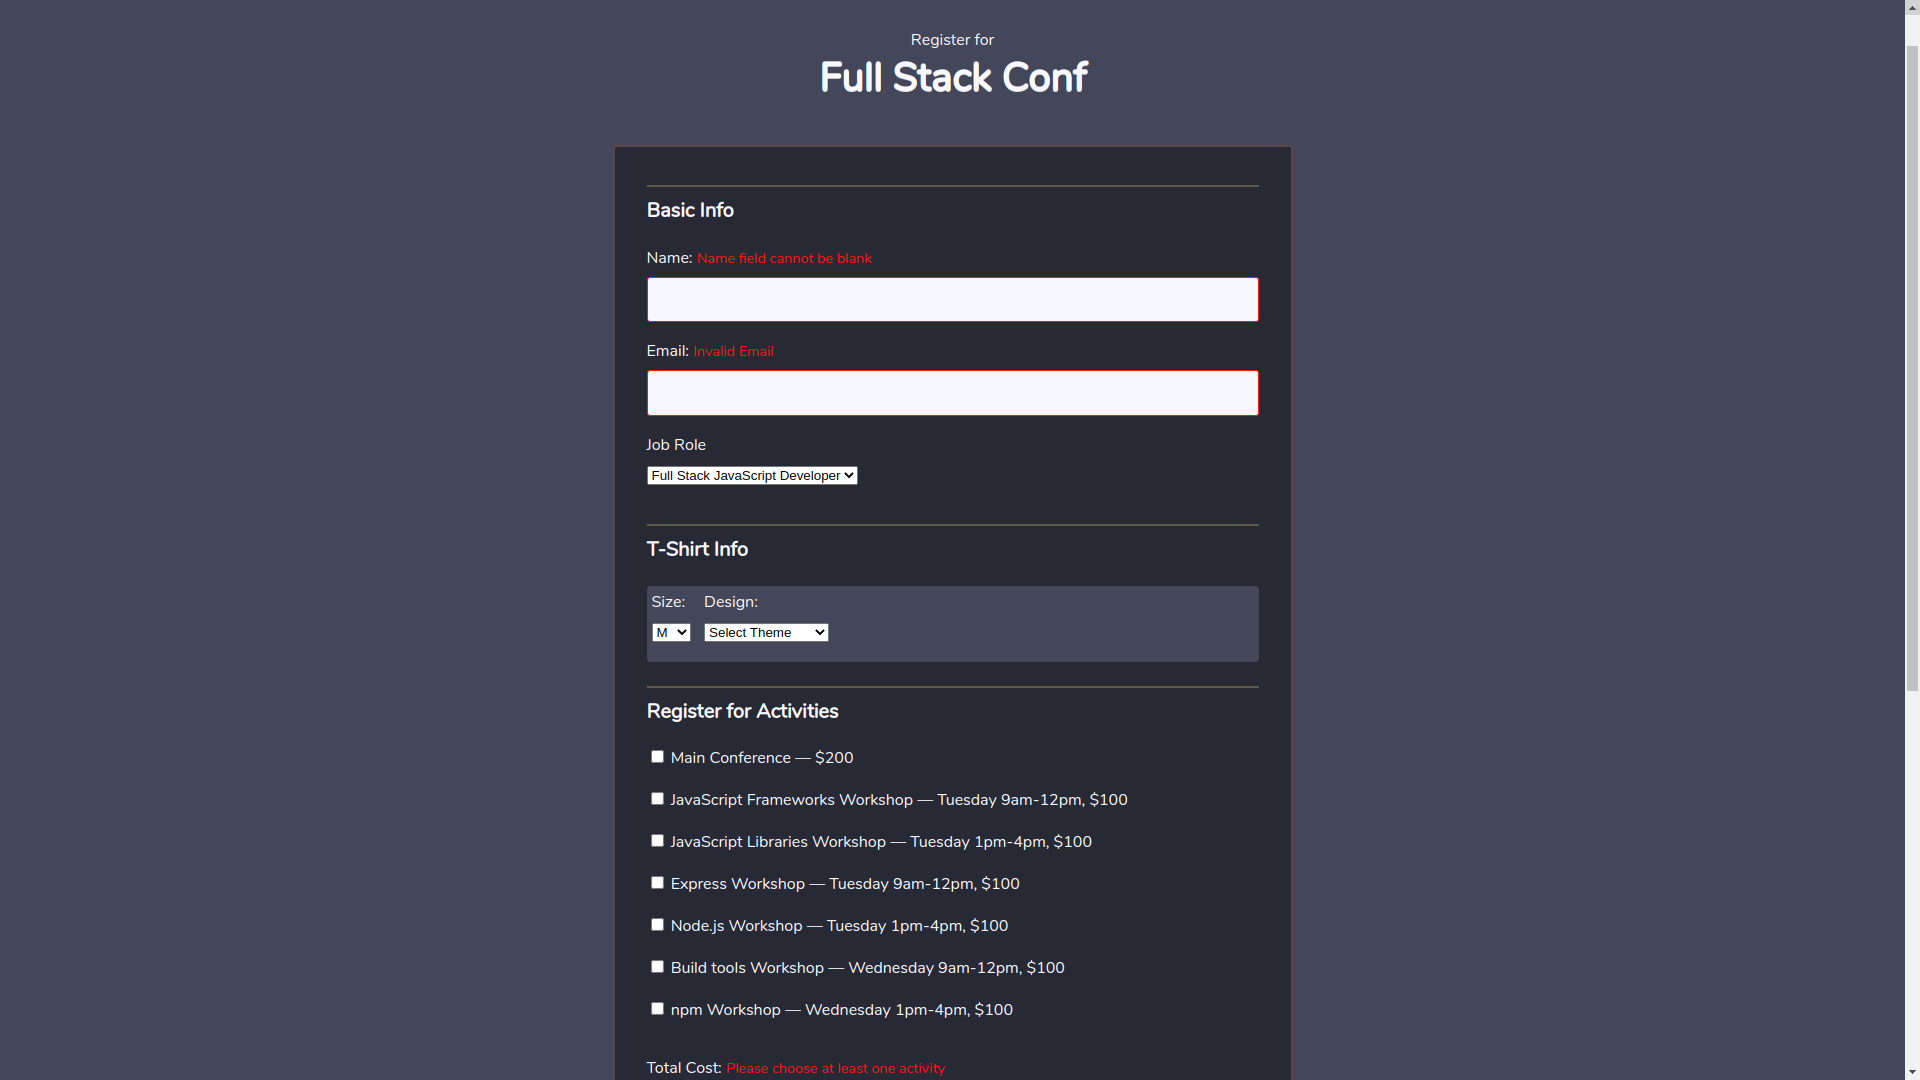 Register for
Full Stack Conf
Basic Info
Name: Name field cannot be blank
Email: Invalid Email
Job Role
Full Stack JavaScript Developer
T-Shirt Info
Size: Design:
M Select Theme
Register for Activities
Main Conference — $200
JavaScript Frameworks Workshop — Tuesday 9am-12pm, $100
JavaScript Libraries Workshop — Tuesday 1pm-4pm, $100
Express Workshop — Tuesday 9am-12pm, $100
Node.js Workshop — Tuesday 1pm-4pm, $100
Build tools Workshop — Wednesday 9am-12pm, $100
npm Workshop — Wednesday 1pm-4pm, $100
Total Cost: Please choose at least one activity